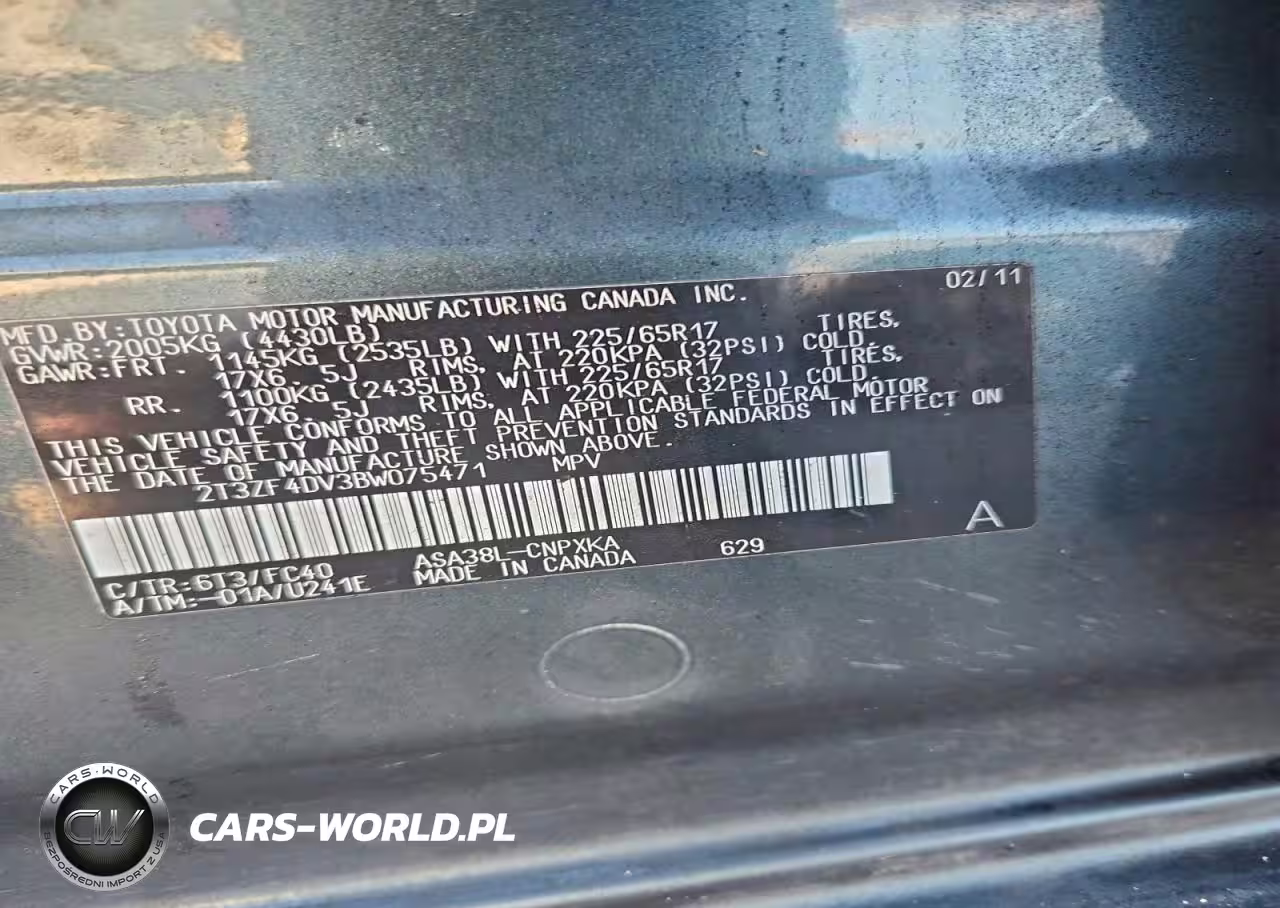 02/11
MFD.BY:TOYOTA MOTOR MANUFACTURING CANADA INC.
GVWR:2005KG (4430LB)
GAWR:FRT. 1145KG (2535LB) WITH 225/65R17 TIRES,
17X6.5J RIMS, AT 220KPA (32PSI) COLD.
RR. 1100KG (2435LB) WITH 225/65R17 TIRES,
17X6.5J RIMS, AT 220KPA (32PSI) COLD.
THIS VEHICLE CONFORMS TO ALL APPLICABLE FEDERAL MOTOR
VEHICLE SAFETY AND THEFT PREVENTION STANDARDS IN EFFECT ON
THE DATE OF MANUFACTURE SHOWN ABOVE.
2T3ZF4DV3BW075471 MPV
C/TR:6T3/FC40 ASA38L-CNPXKA 629 A
A/TM:-01A/U241E MADE IN CANADA
CARS-WORLD
CW
BEZPOŚREDNI IMPORT Z USA
CARS-WORLD.PL